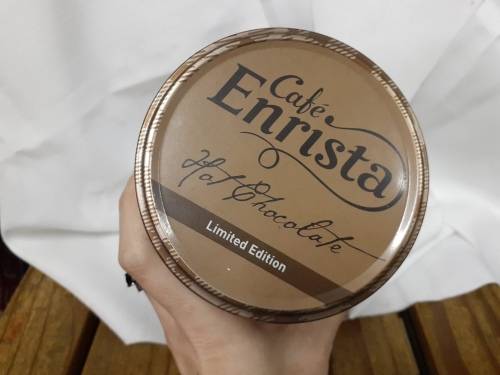 Café
Enrista
Hot Chocolate
Limited Edition